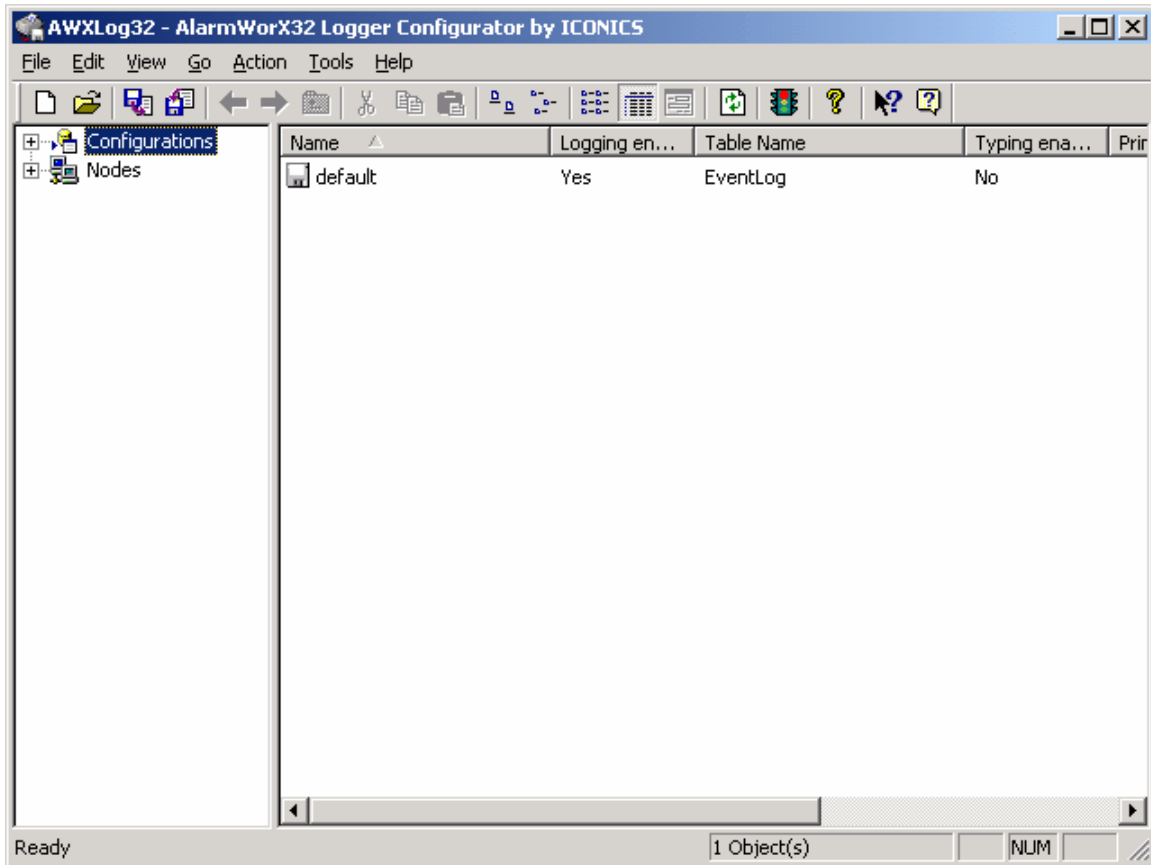 AWXLog32 - AlarmWorX32 Logger Configurator by ICONICS
File Edit View Go Action Tools Help
Configurations
Nodes
Name Logging en... Table Name Typing ena... Prin
default Yes EventLog No
Ready 1 Object(s) NUM